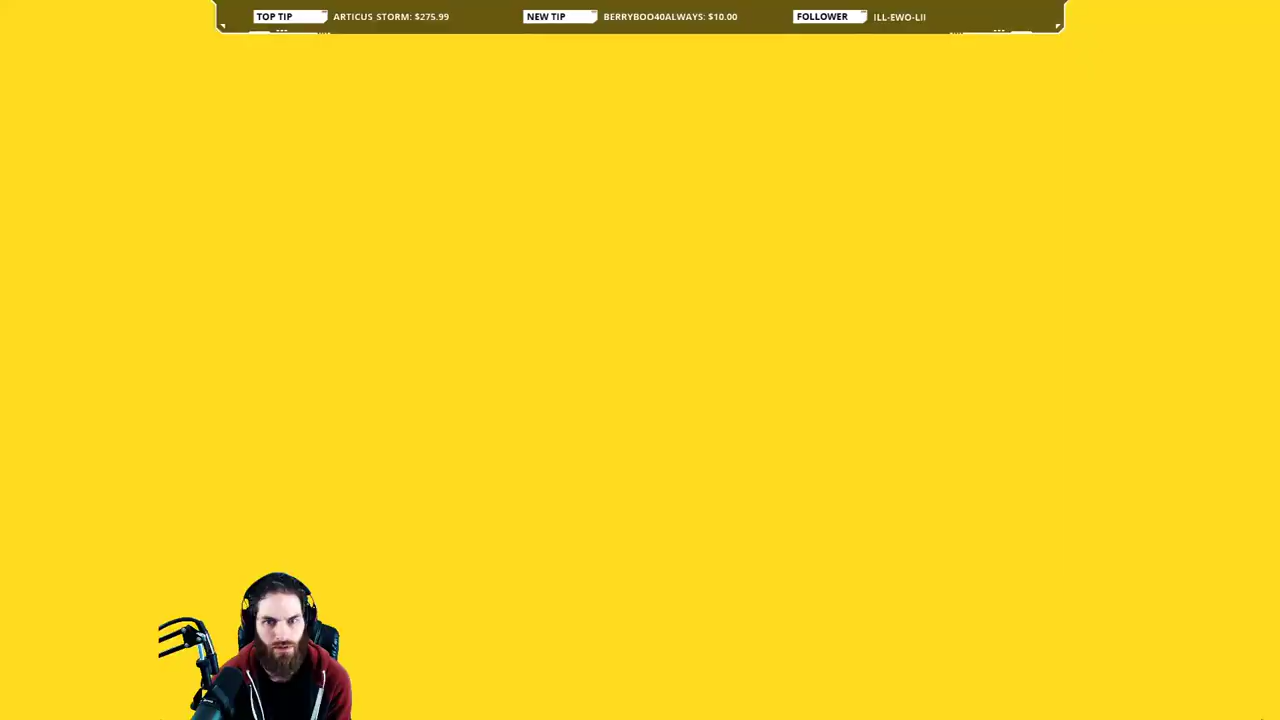 TOP TIP ARTICUS STORM: $275.99 NEW TIP BERRYBOO40ALWAYS: $10.00 FOLLOWER ILL-EWO-LII